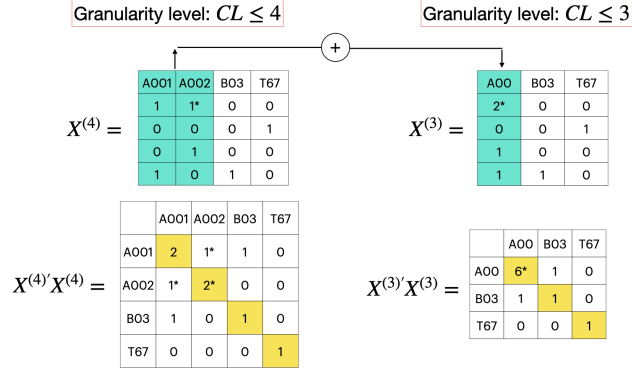 Granularity level: CL ≤ 4
Granularity level: CL ≤ 3
+
X(4) =
A001 A002 B03 T67
1 1* 0 0
0 0 0 1
0 1 0 0
1 0 1 0
X(3) =
A00 B03 T67
2* 0 0
0 0 1
1 0 0
1 1 0
X(4)′X(4) =
A001 A002 B03 T67
A001 2 1* 1 0
A002 1* 2* 0 0
B03 1 0 1 0
T67 0 0 0 1
X(3)′X(3) =
A00 B03 T67
A00 6* 1 0
B03 1 1 0
T67 0 0 1